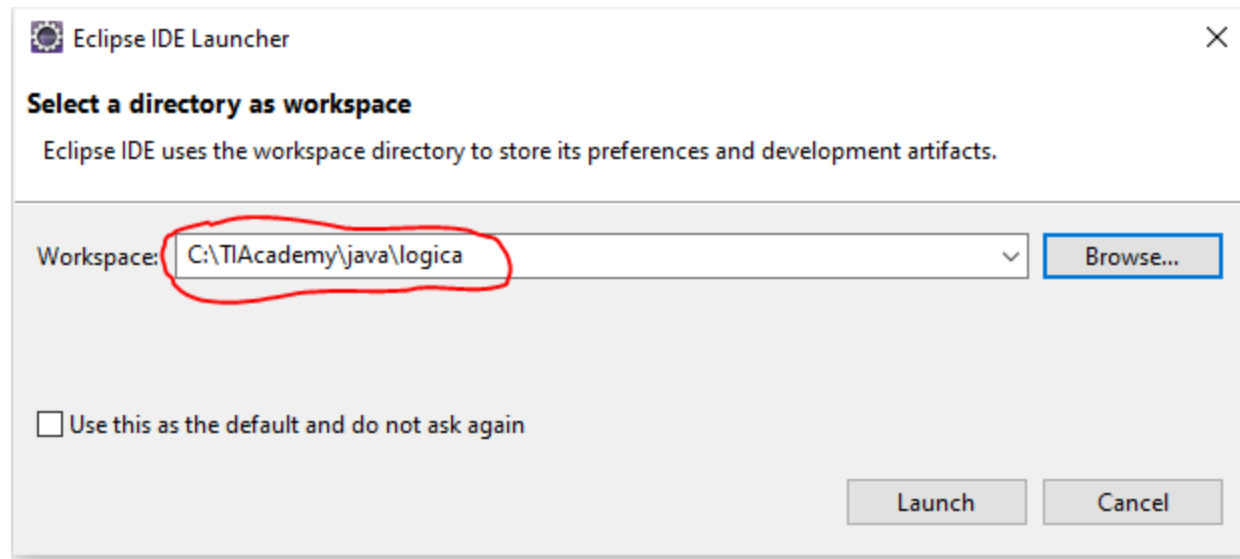 Eclipse IDE Launcher
Select a directory as workspace
Eclipse IDE uses the workspace directory to store its preferences and development artifacts.
Workspace: C:\TIAcademy\java\logica Browse...
Use this as the default and do not ask again
Launch Cancel